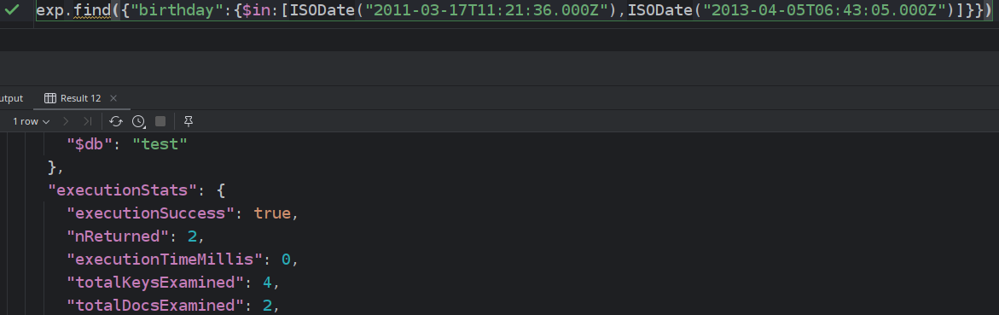 exp.find({"birthday":{$in:[ISODate("2011-03-17T11:21:36.000Z"),ISODate("2013-04-05T06:43:05.000Z")]}})
utput Result 12
1 row
"$db": "test"
},
"executionStats": {
"executionSuccess": true,
"nReturned": 2,
"executionTimeMillis": 0,
"totalKeysExamined": 4,
"totalDocsExamined": 2,